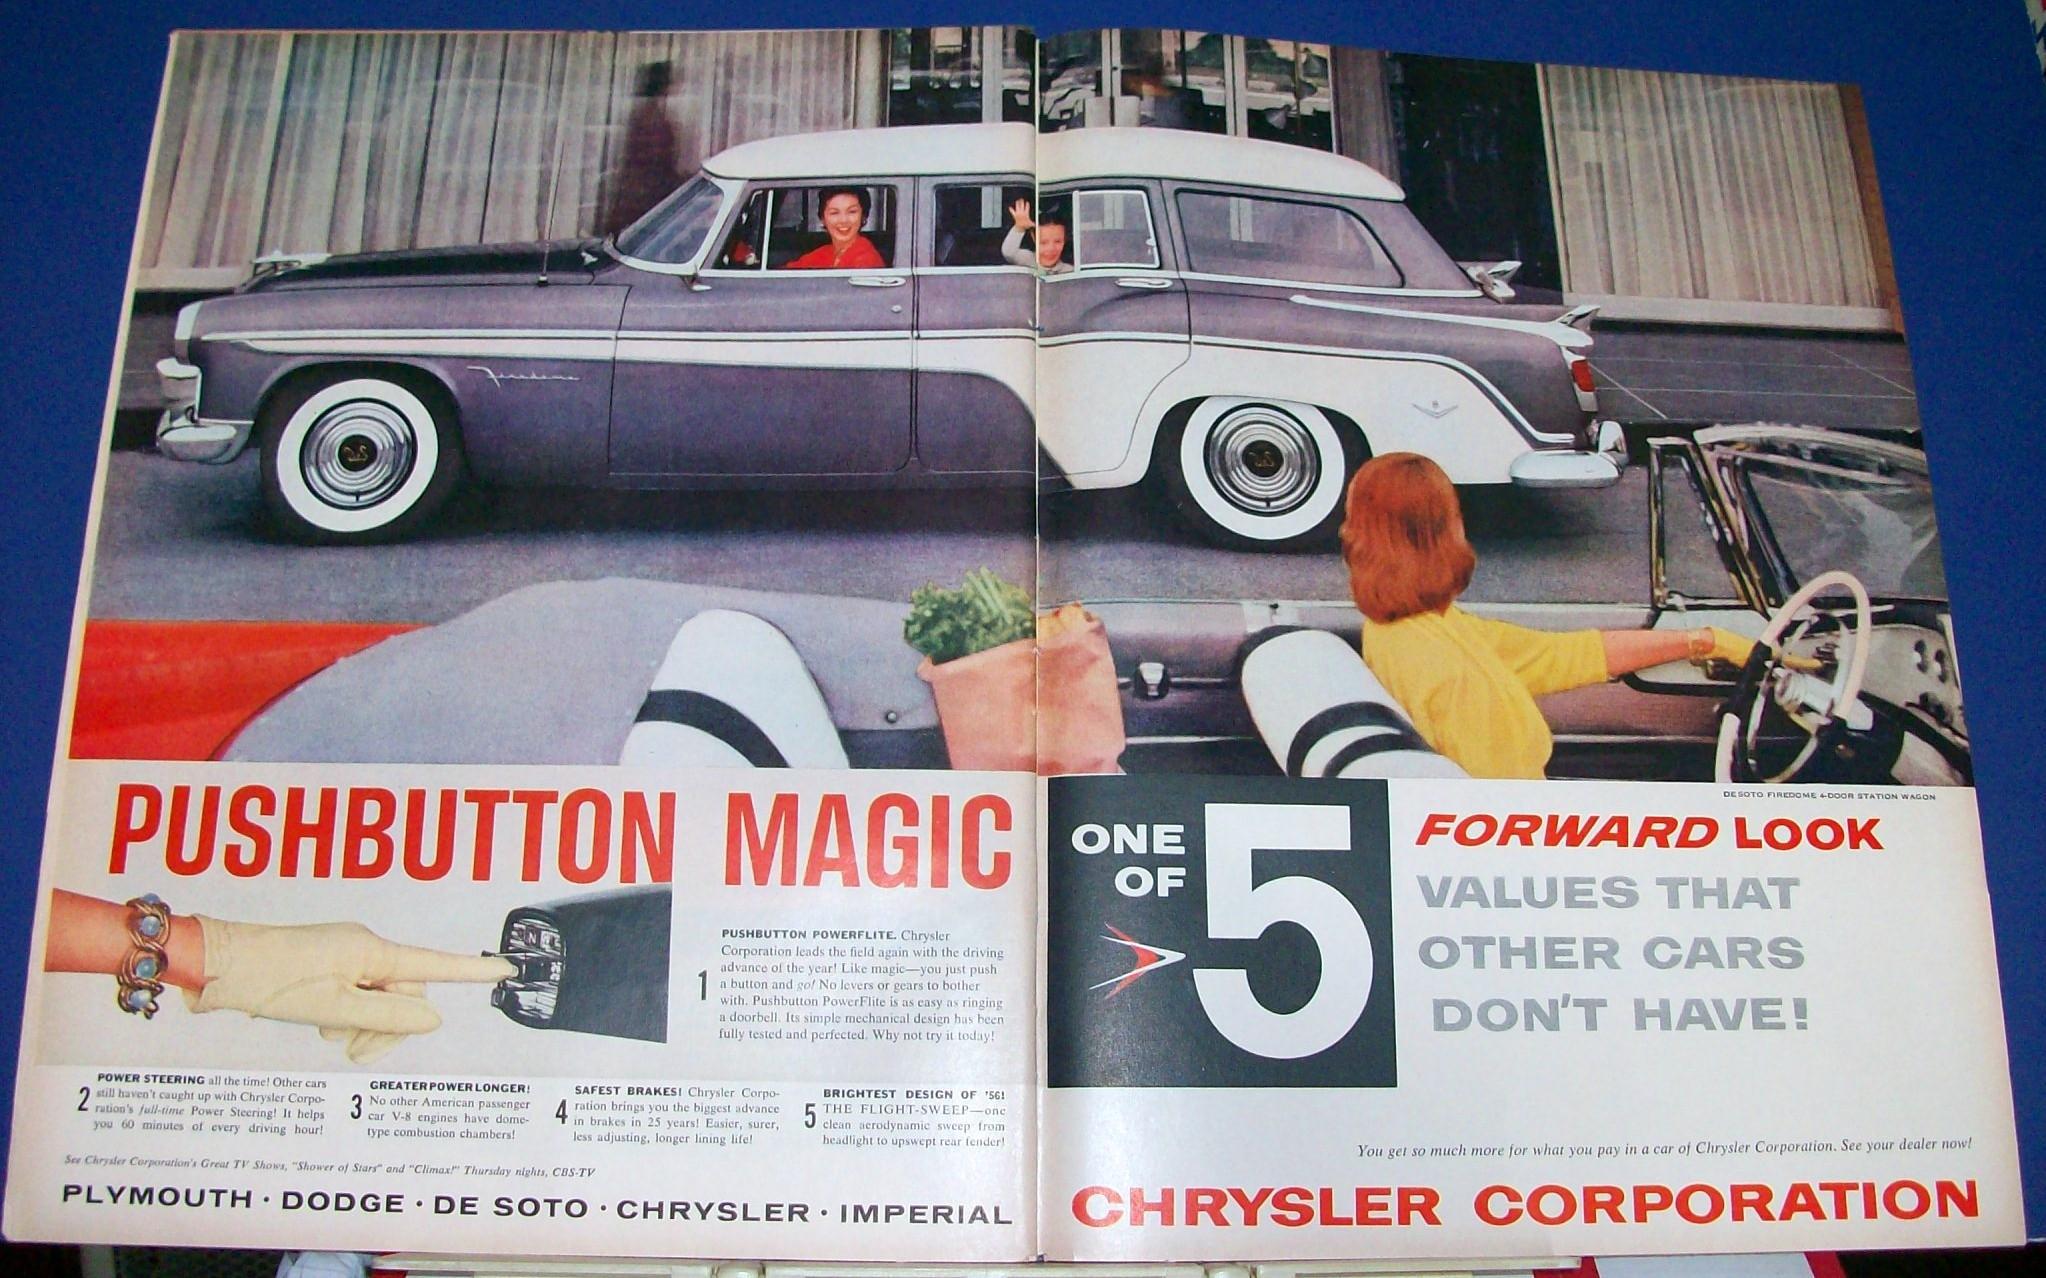 Firedome
DE SOTO FIREDOME 4-DOOR STATION WAGON
PUSHBUTTON MAGIC
N
1
PUSHBUTTON POWERFLITE. Chrysler
Corporation leads the field again with the driving
advance of the year! Like magic—you just push
a button and go! No levers or gears to bother
with. Pushbutton PowerFlite is as easy as ringing
a doorbell. Its simple mechanical design has been
fully tested and perfected. Why not try it today!
2
POWER STEERING all the time! Other cars
still haven't caught up with Chrysler Corpo-
ration's full-time Power Steering! It helps
you 60 minutes of every driving hour!
3
GREATER POWER LONGER!
No other American passenger
car V-8 engines have dome-
type combustion chambers!
4
SAFEST BRAKES! Chrysler Corpo-
ration brings you the biggest advance
in brakes in 25 years! Easier, surer,
less adjusting, longer lining life!
5
BRIGHTEST DESIGN OF '56!
THE FLIGHT-SWEEP—one
clean aerodynamic sweep from
headlight to upswept rear fender!
See Chrysler Corporation's Great TV Shows, "Shower of Stars" and "Climax!" Thursday nights, CBS-TV
PLYMOUTH · DODGE · DE SOTO · CHRYSLER · IMPERIAL
ONE
OF
5
FORWARD LOOK
VALUES THAT
OTHER CARS
DON'T HAVE!
You get so much more for what you pay in a car of Chrysler Corporation. See your dealer now!
CHRYSLER CORPORATION